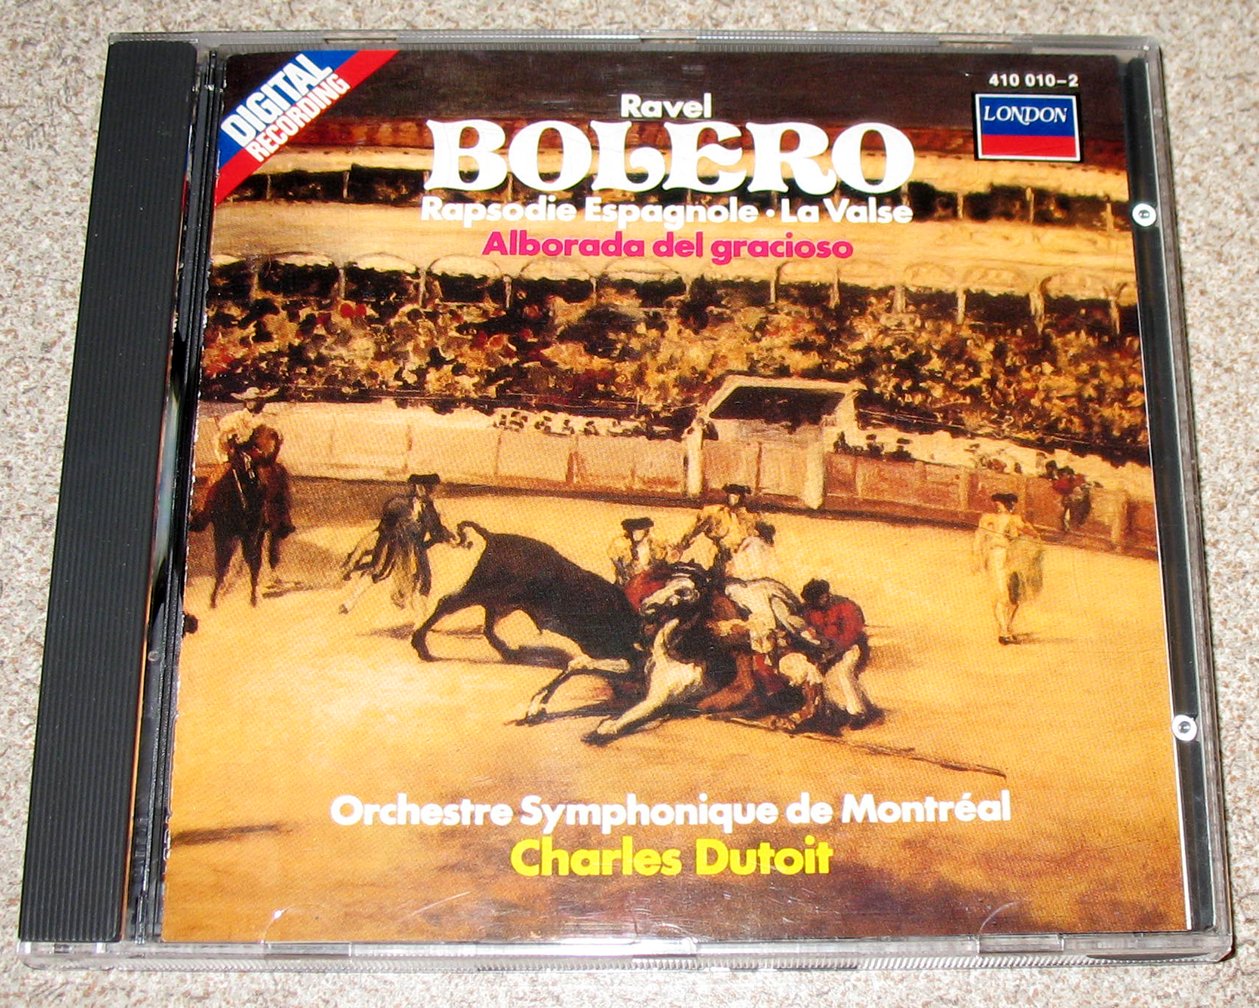 DIGITAL
RECORDING
410 010-2
LONDON
Ravel
BOLERO
Rapsodie Espagnole · La Valse
Alborada del gracioso
Orchestre Symphonique de Montréal
Charles Dutoit